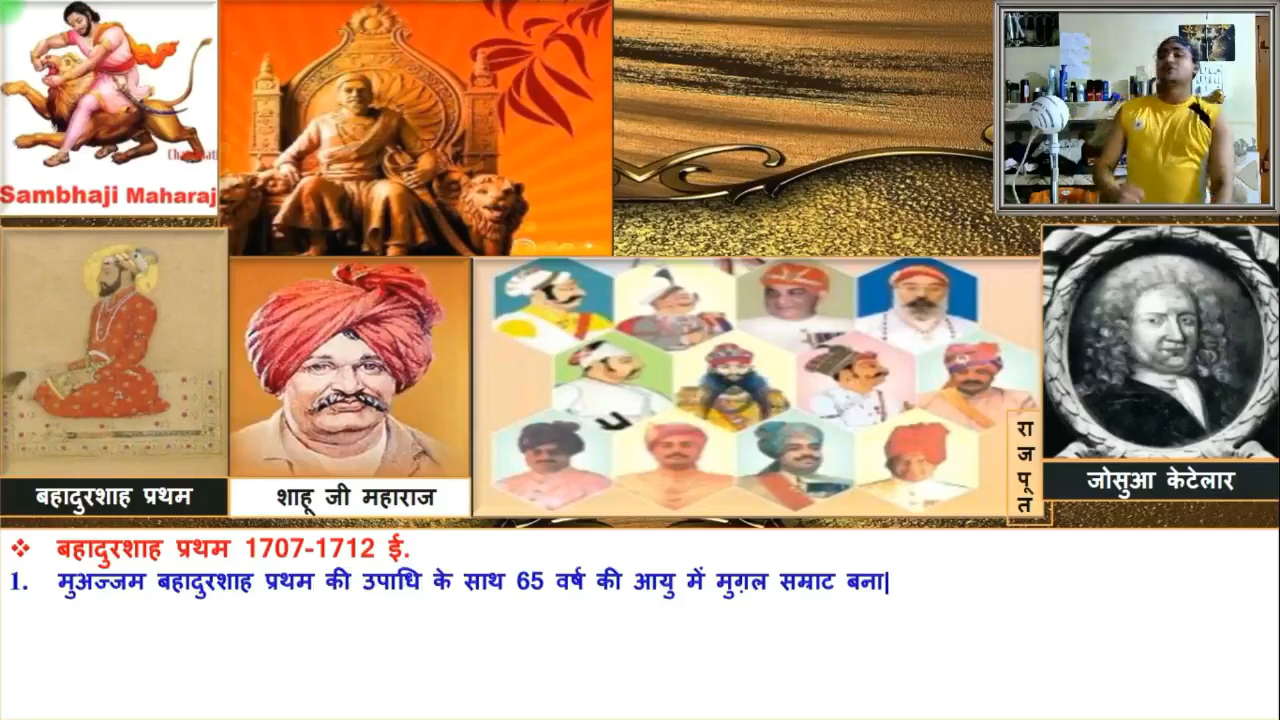 Sambhaji Maharaj
बहादुरशाह प्रथम
शाहू जी महाराज
राजपूत
जोसुआ केटेलार
❖ बहादुरशाह प्रथम 1707-1712 ई.
1. मुअज्जम बहादुरशाह प्रथम की उपाधि के साथ 65 वर्ष की आयु में मुग़ल सम्राट बना|